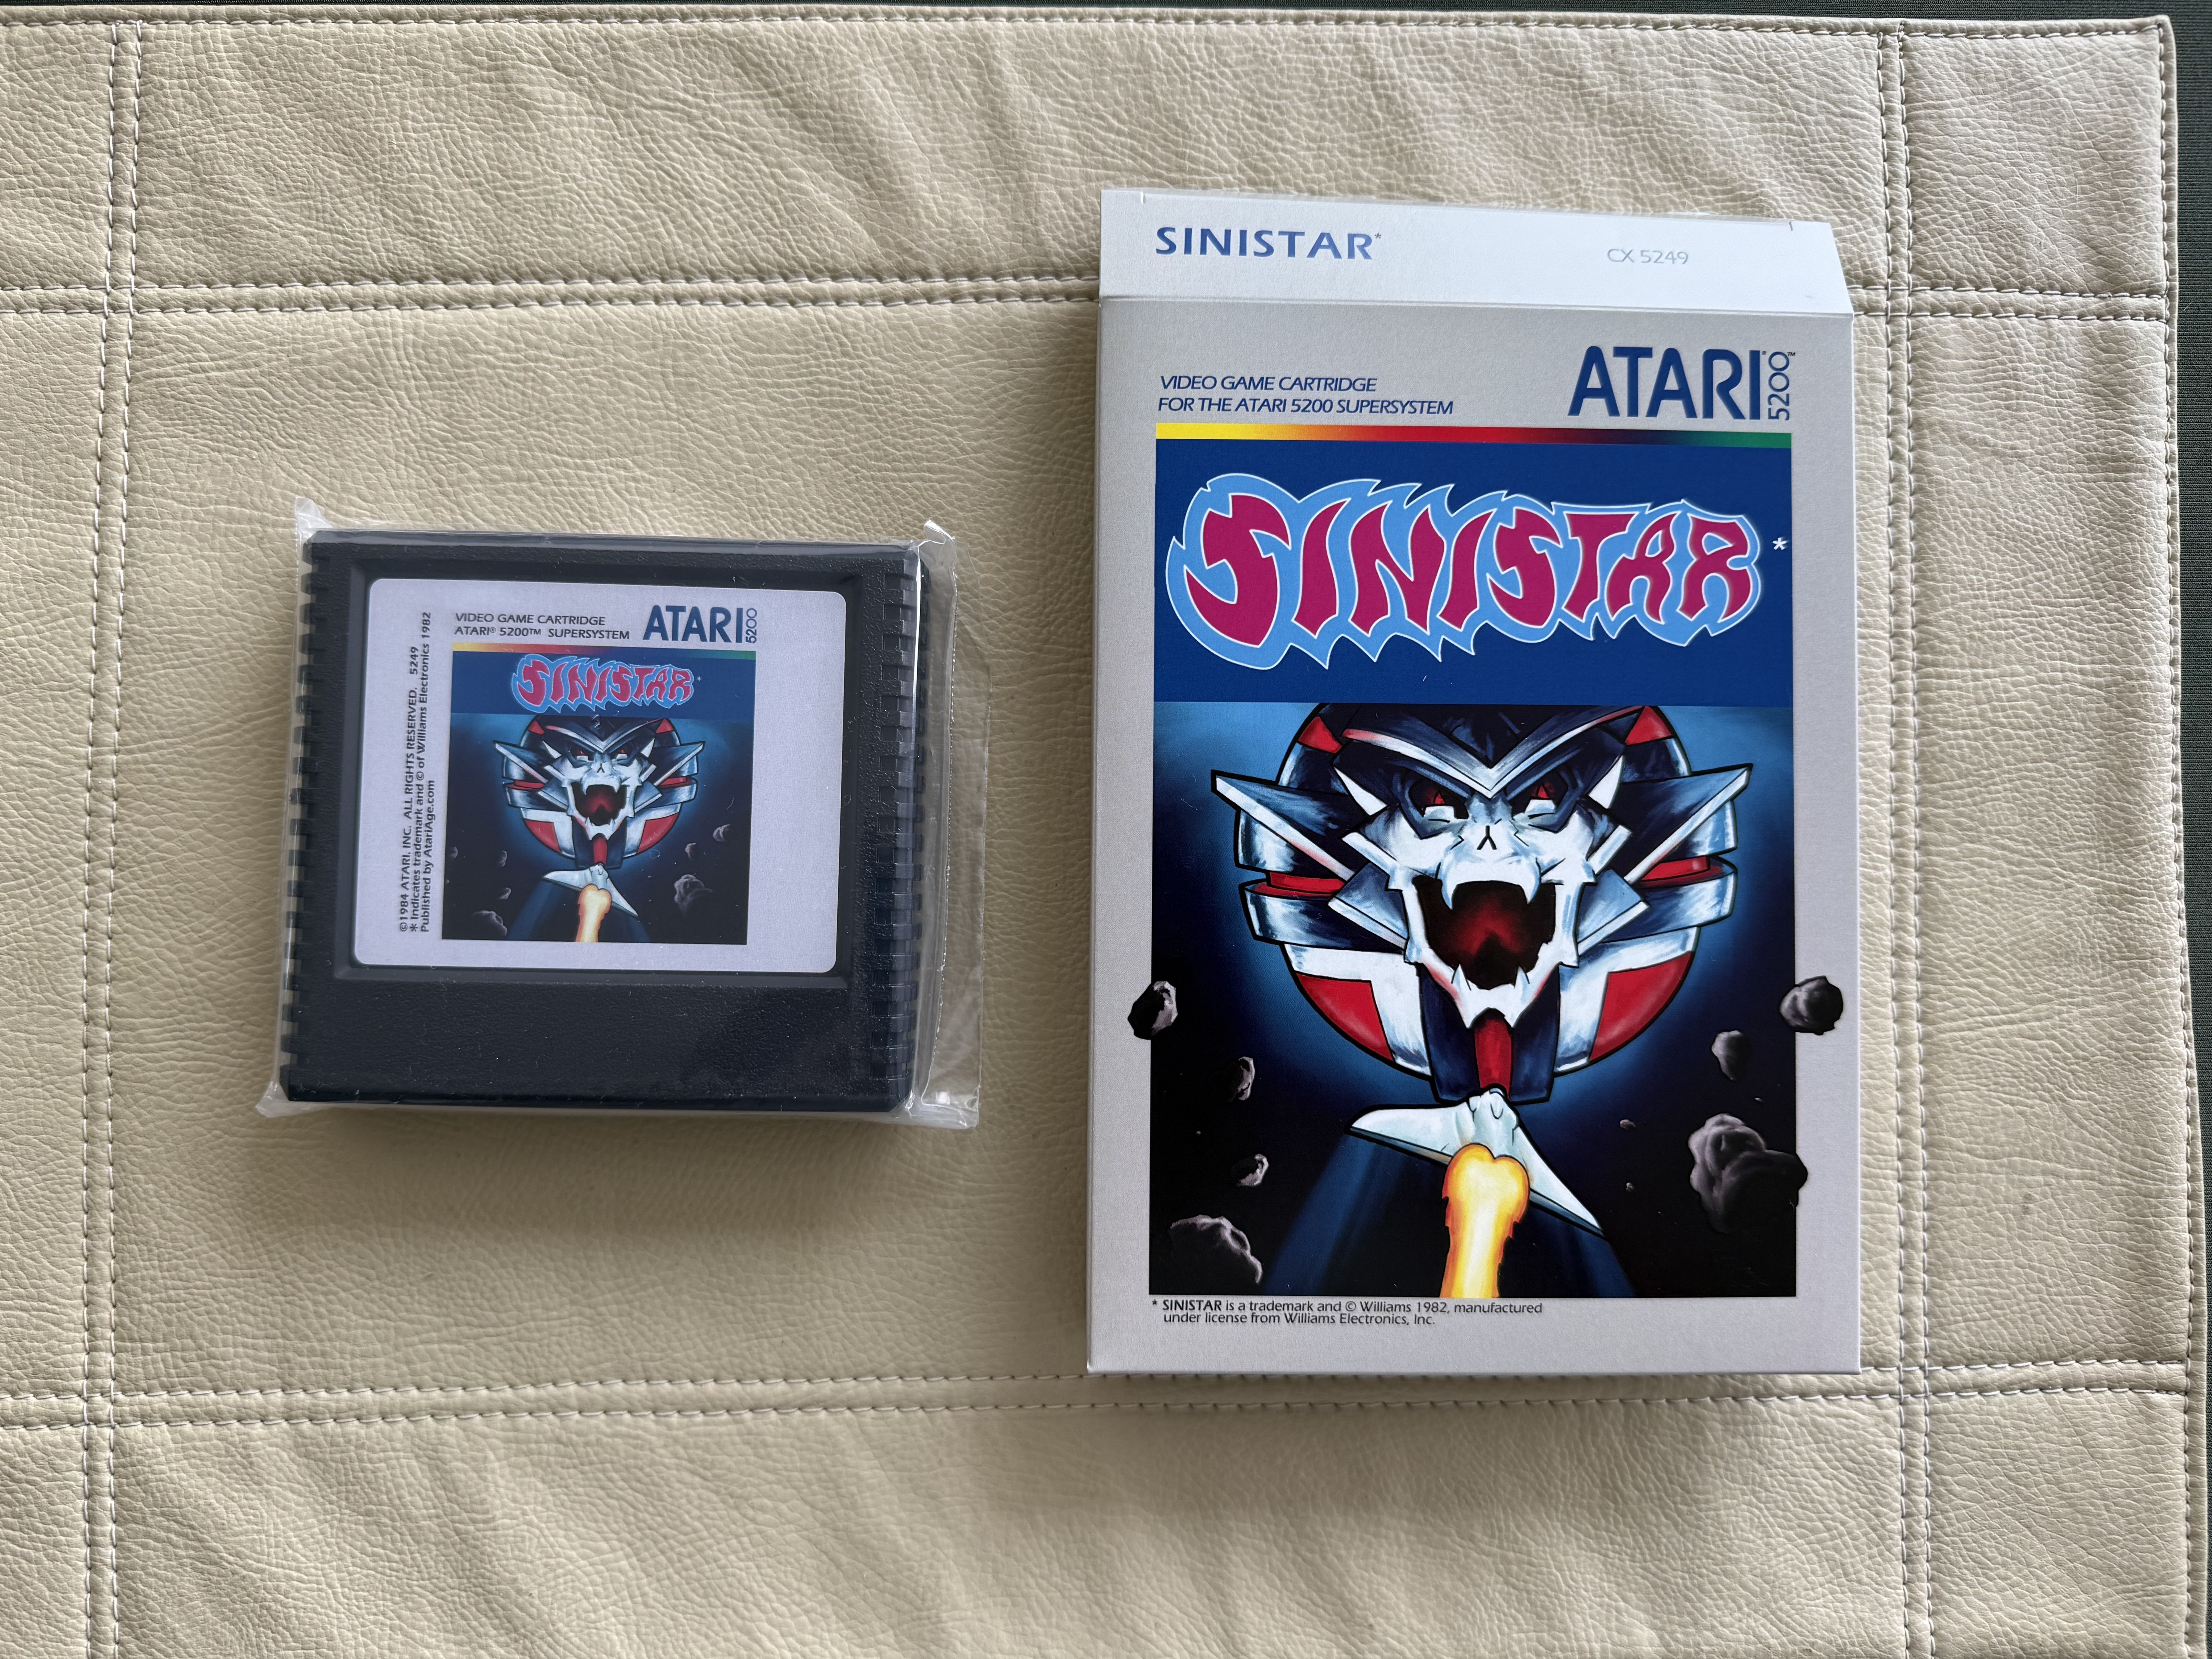 VIDEO GAME CARTRIDGE
ATARI® 5200™ SUPERSYSTEM
ATARI 5200
SINISTAR*
©1984 ATARI, INC. ALL RIGHTS RESERVED. 5249
* Indicates trademark and © of Williams Electronics 1982
Published by AtariAge.com
SINISTAR*
CX 5249
VIDEO GAME CARTRIDGE
FOR THE ATARI 5200 SUPERSYSTEM
ATARI® 5200™
SINISTAR*
* SINISTAR is a trademark and © Williams 1982, manufactured
under license from Williams Electronics, Inc.